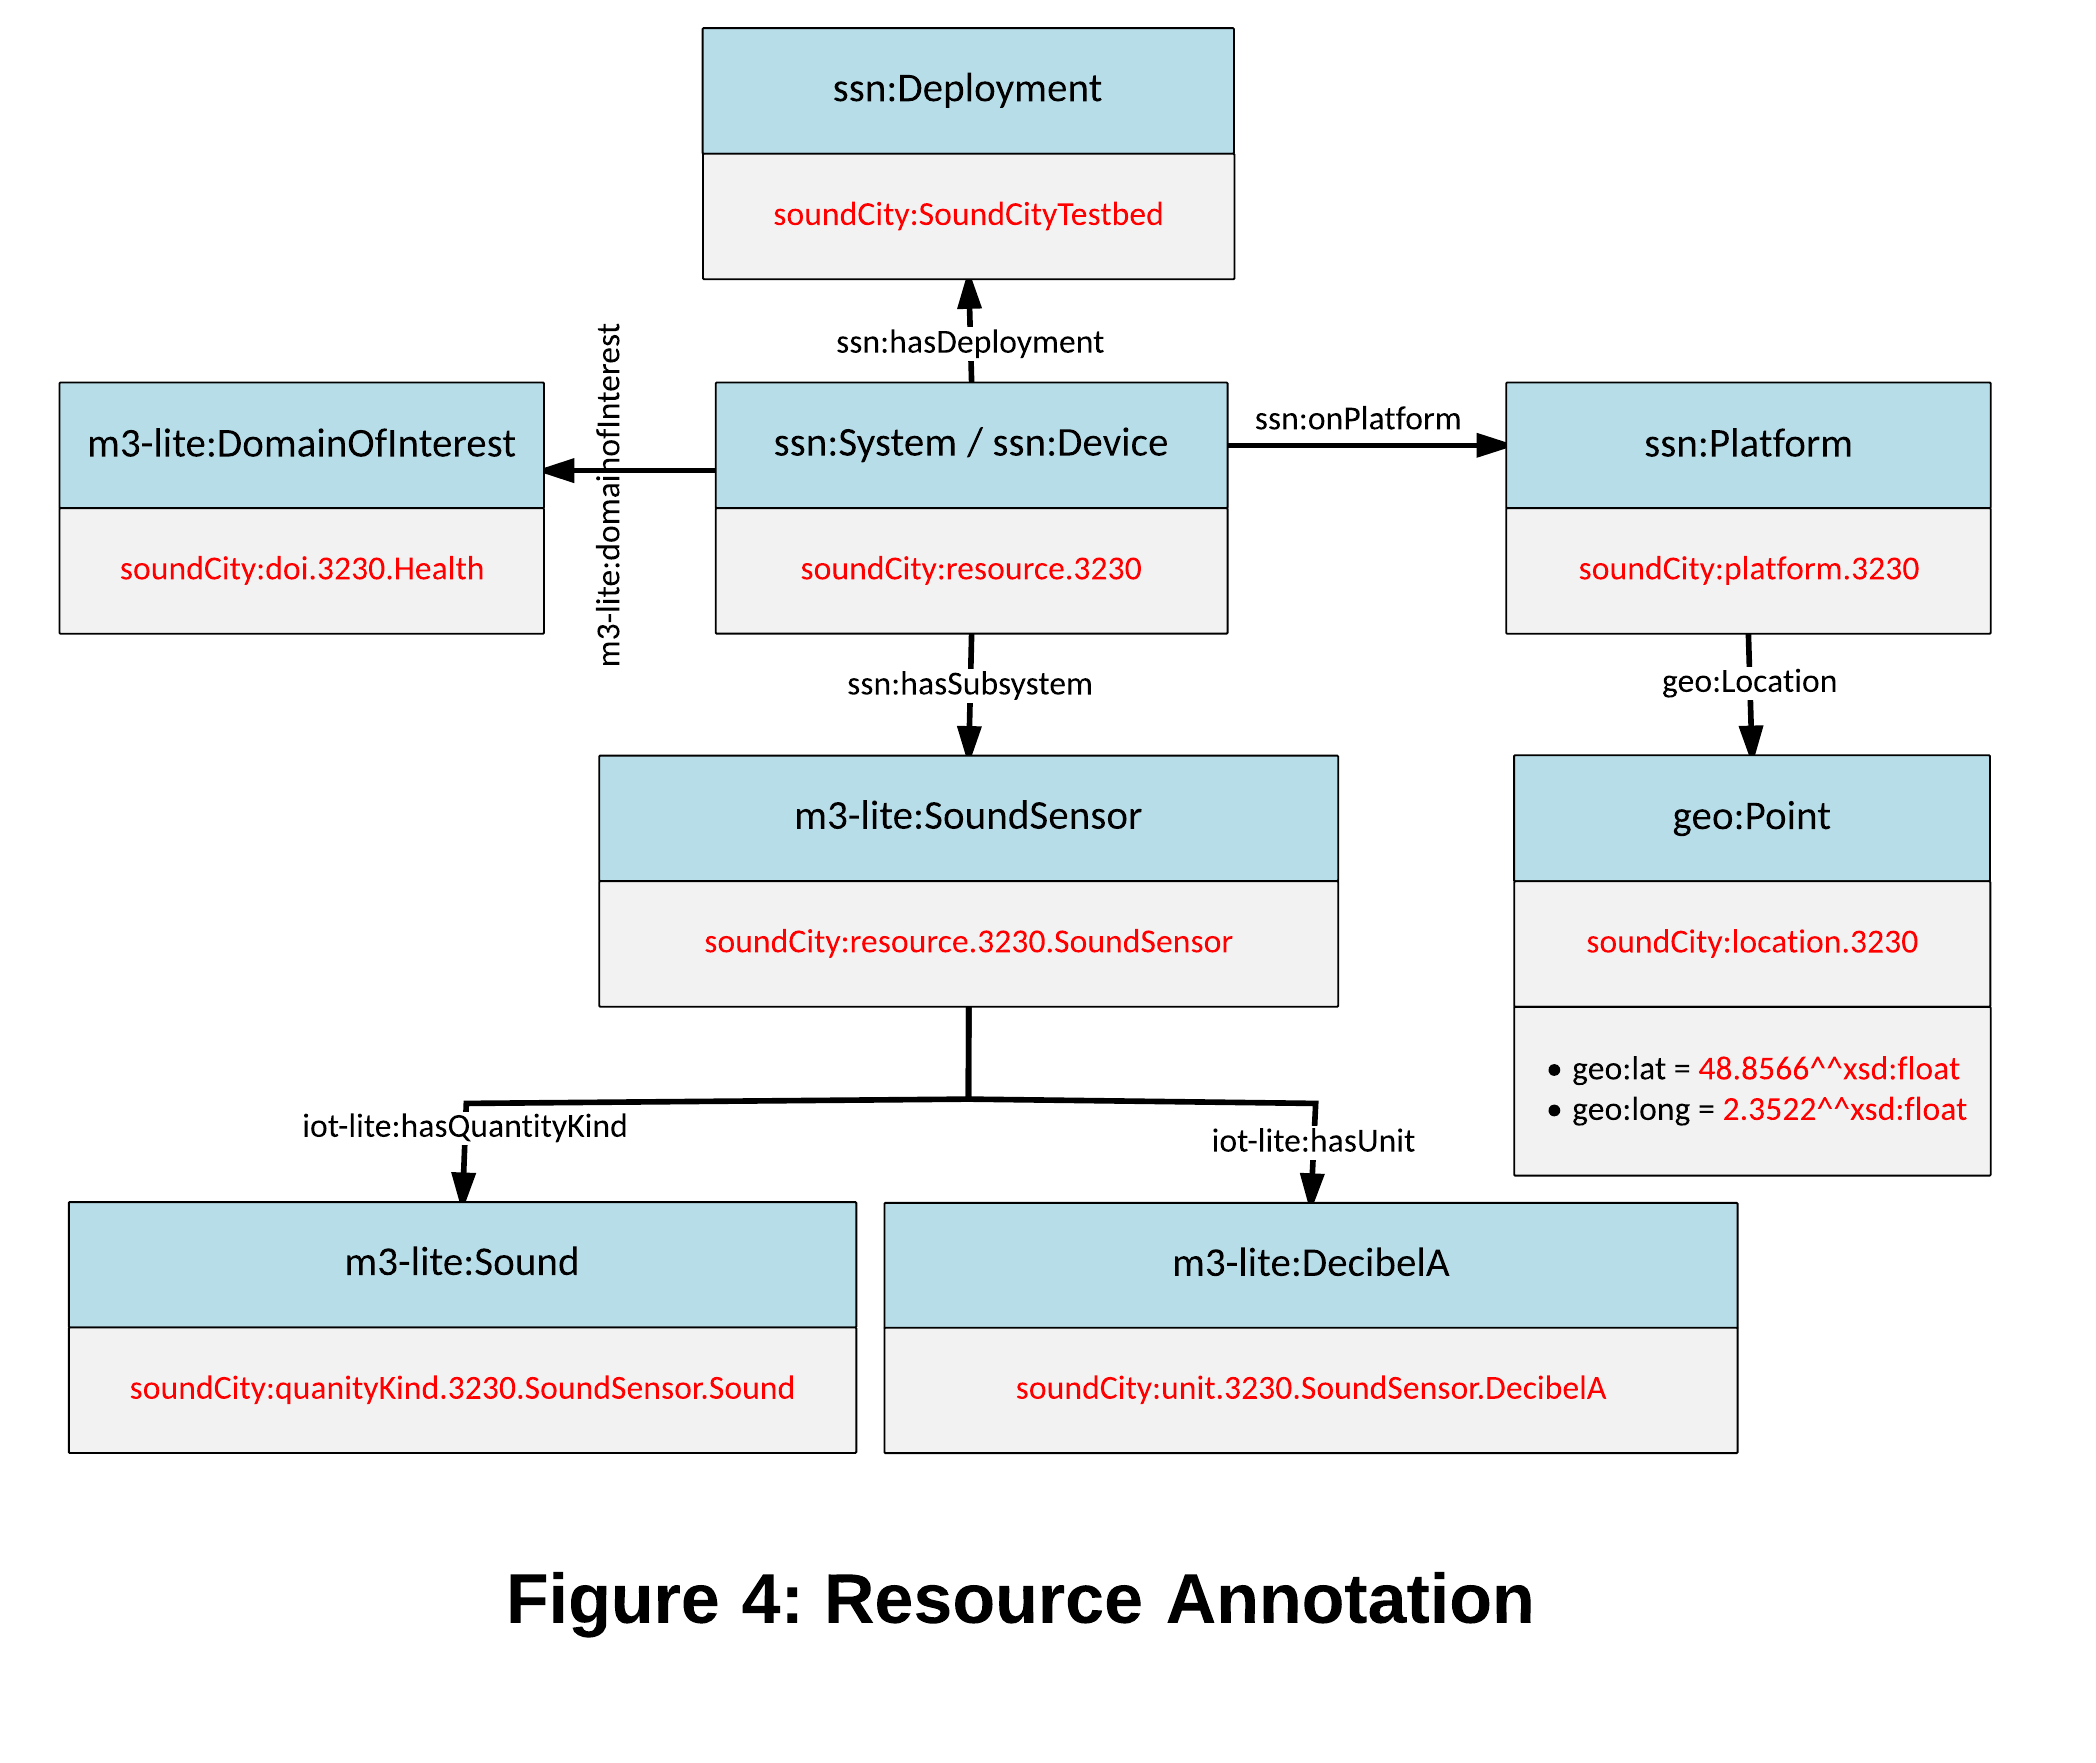 ssn:Deployment
soundCity:SoundCityTestbed
ssn:hasDeployment
m3-lite:DomainOfInterest
soundCity:doi.3230.Health
m3-lite:domainofInterest
ssn:System / ssn:Device
soundCity:resource.3230
ssn:onPlatform
ssn:Platform
soundCity:platform.3230
ssn:hasSubsystem
geo:Location
m3-lite:SoundSensor
soundCity:resource.3230.SoundSensor
geo:Point
soundCity:location.3230
• geo:lat = 48.8566^^xsd:float
• geo:long = 2.3522^^xsd:float
iot-lite:hasQuantityKind
iot-lite:hasUnit
m3-lite:Sound
soundCity:quanityKind.3230.SoundSensor.Sound
m3-lite:DecibelA
soundCity:unit.3230.SoundSensor.DecibelA
Figure 4: Resource Annotation